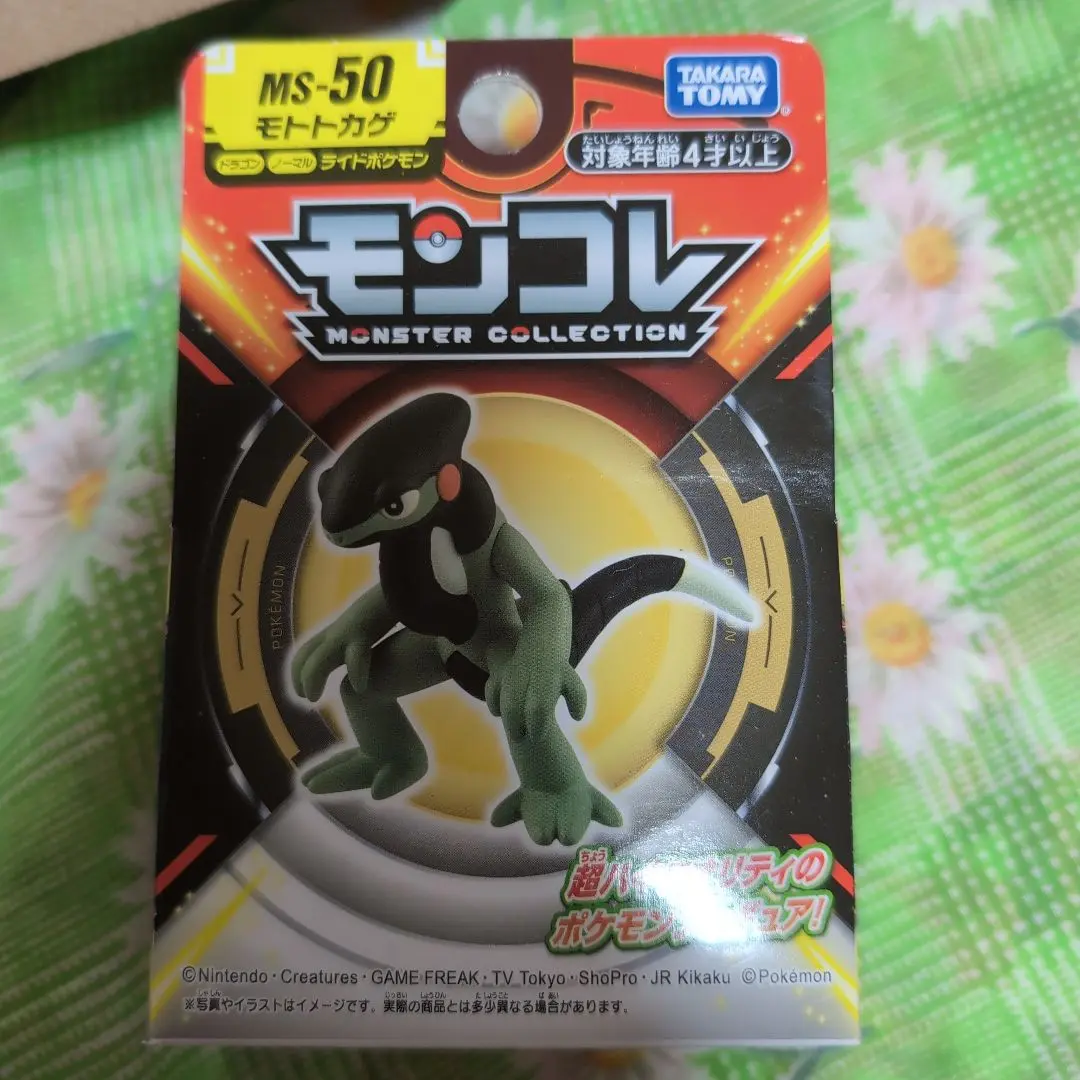 MS-50
モトトカゲ
ドラゴン ノーマル ライドポケモン
TAKARA
TOMY
たいしょうねんれい さいいじょう
対象年齢4才以上
モンコレ
MONSTER COLLECTION
POKÉMON
ちょう
超ハイ リティの
ポケモン ュア!
©Nintendo・Creatures・GAME FREAK・TV Tokyo・ShoPro・JR Kikaku ©Pokémon
しゃしん じっさい しょうひん たしょうこと ばあい
※写真やイラストはイメージです。実際の商品とは多少異なる場合があります。